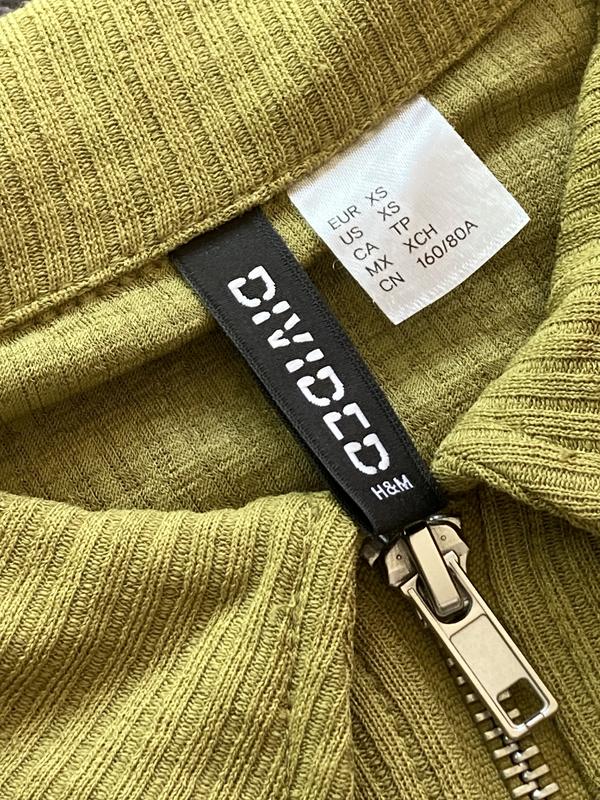 EUR XS
US XS
CA TP
MX XCH
CN 160/80A
DIVIDED
H&M